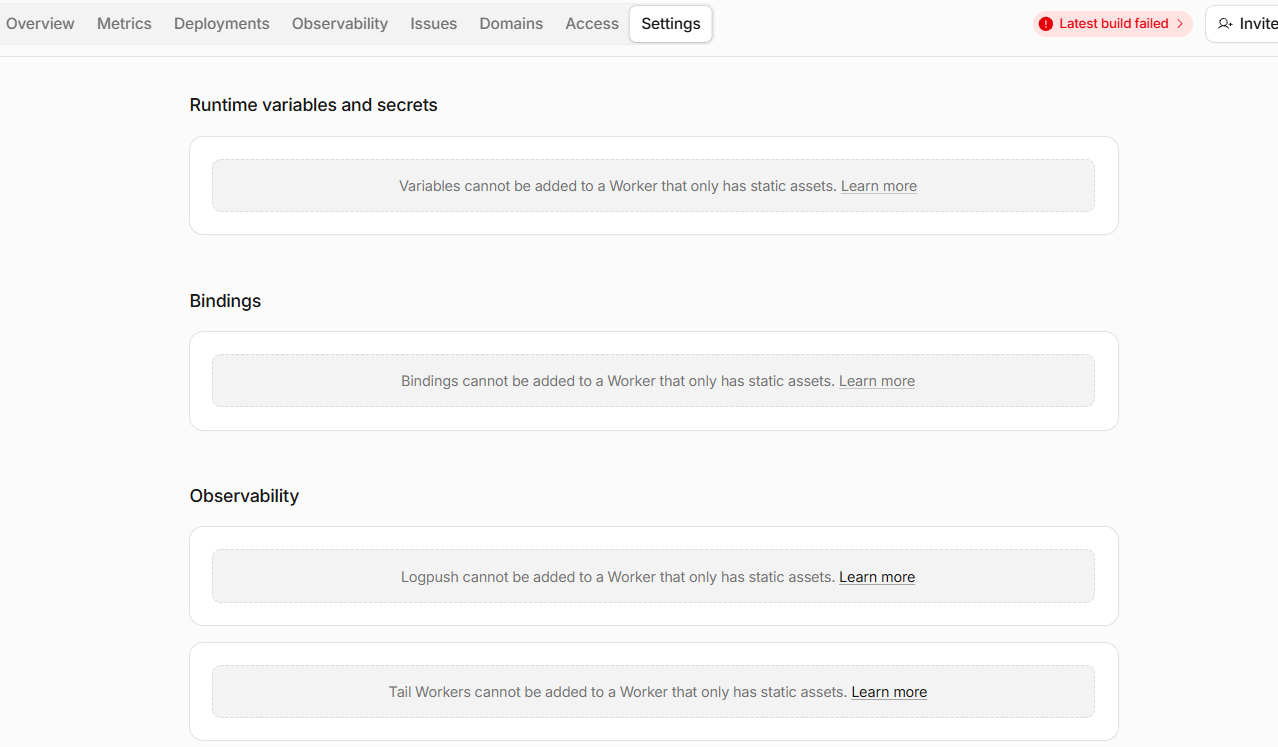 Overview Metrics Deployments Observability Issues Domains Access Settings Latest build failed Invite
Runtime variables and secrets
Variables cannot be added to a Worker that only has static assets. Learn more
Bindings
Bindings cannot be added to a Worker that only has static assets. Learn more
Observability
Logpush cannot be added to a Worker that only has static assets. Learn more
Tail Workers cannot be added to a Worker that only has static assets. Learn more